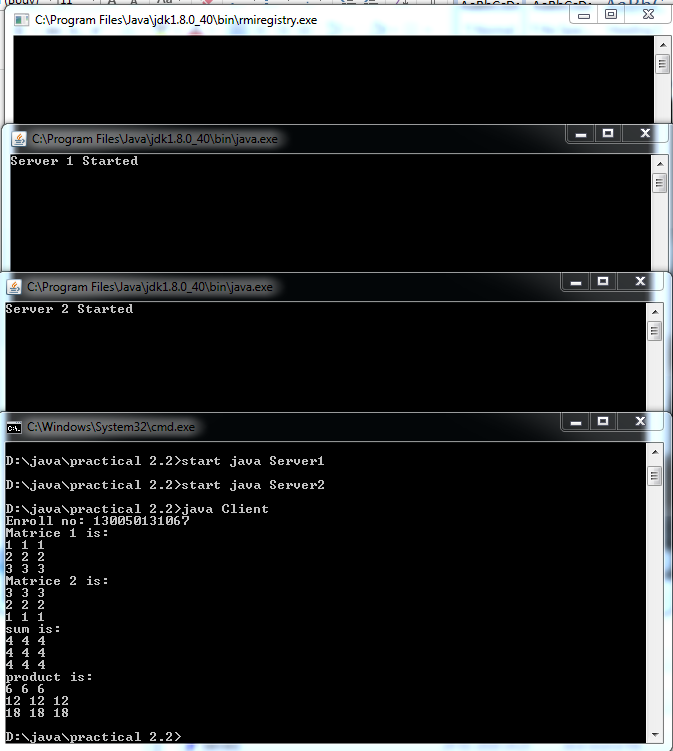 C:\Program Files\Java\jdk1.8.0_40\bin\rmiregistry.exe
C:\Program Files\Java\jdk1.8.0_40\bin\java.exe
Server 1 Started
C:\Program Files\Java\jdk1.8.0_40\bin\java.exe
Server 2 Started
C:\Windows\System32\cmd.exe
D:\java\practical 2.2>start java Server1
D:\java\practical 2.2>start java Server2
D:\java\practical 2.2>java Client
Enroll no: 130050131067
Matrice 1 is:
1 1 1
2 2 2
3 3 3
Matrice 2 is:
3 3 3
2 2 2
1 1 1
sum is:
4 4 4
4 4 4
4 4 4
product is:
6 6 6
12 12 12
18 18 18
D:\java\practical 2.2>